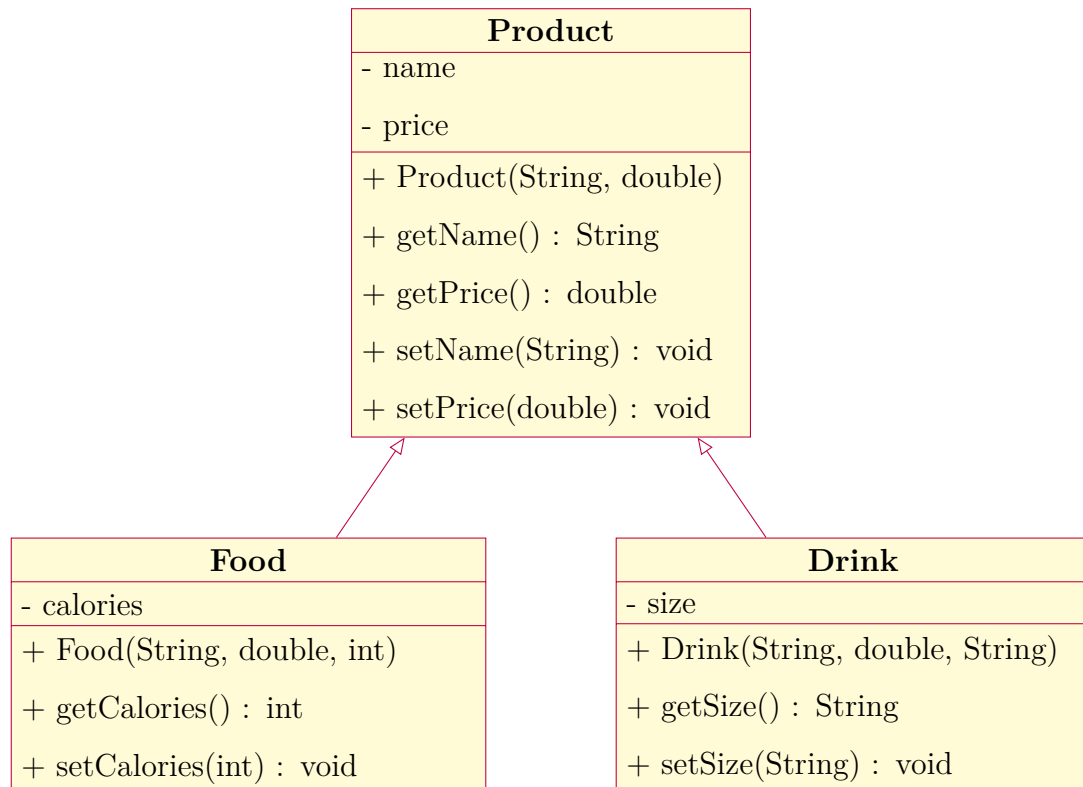 Product
- name
- price
+ Product(String, double)
+ getName() : String
+ getPrice() : double
+ setName(String) : void
+ setPrice(double) : void
Food
- calories
+ Food(String, double, int)
+ getCalories() : int
+ setCalories(int) : void
Drink
- size
+ Drink(String, double, String)
+ getSize() : String
+ setSize(String) : void